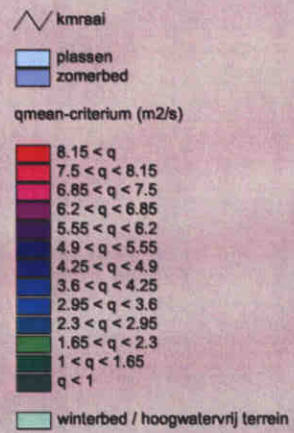 kmraai
plassen
zomerbed
qmean-criterium (m2/s)
8.15 < q
7.5 < q < 8.15
6.85 < q < 7.5
6.2 < q < 6.85
5.55 < q < 6.2
4.9 < q < 5.55
4.25 < q < 4.9
3.6 < q < 4.25
2.95 < q < 3.6
2.3 < q < 2.95
1.65 < q < 2.3
1 < q < 1.65
q < 1
winterbed / hoogwatervrij terrein